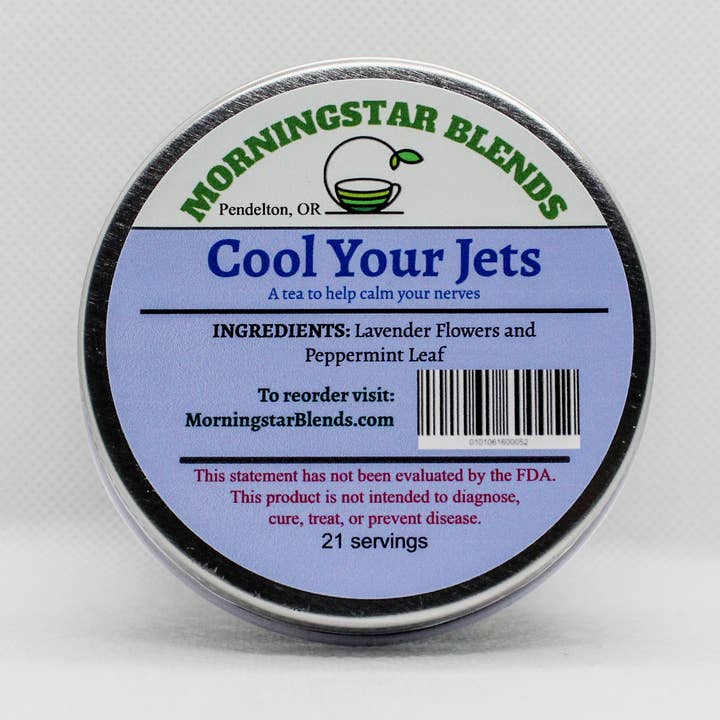 MORNINGSTAR BLENDS
Pendelton, OR
Cool Your Jets
A tea to help calm your nerves
INGREDIENTS: Lavender Flowers and
Peppermint Leaf
To reorder visit:
MorningstarBlends.com
0101061600052
This statement has not been evaluated by the FDA.
This product is not intended to diagnose,
cure, treat, or prevent disease.
21 servings